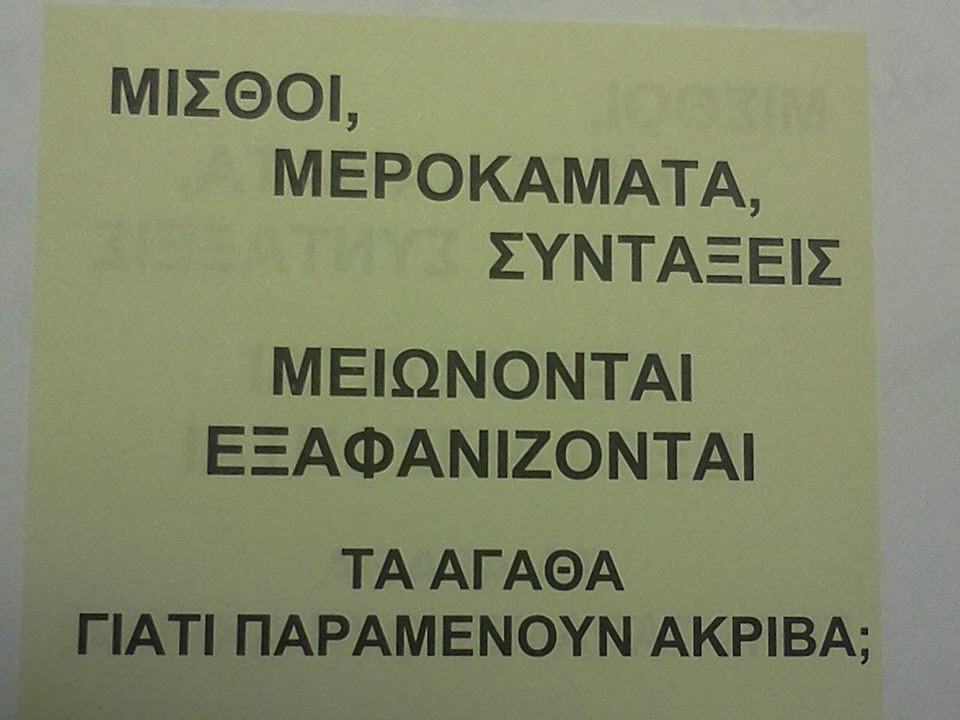 ΜΙΣΘΟΙ,
ΜΕΡΟΚΑΜΑΤΑ,
ΣΥΝΤΑΞΕΙΣ
ΜΕΙΩΝΟΝΤΑΙ
ΕΞΑΦΑΝΙΖΟΝΤΑΙ
ΤΑ ΑΓΑΘΑ
ΓΙΑΤΙ ΠΑΡΑΜΕΝΟΥΝ ΑΚΡΙΒΑ;